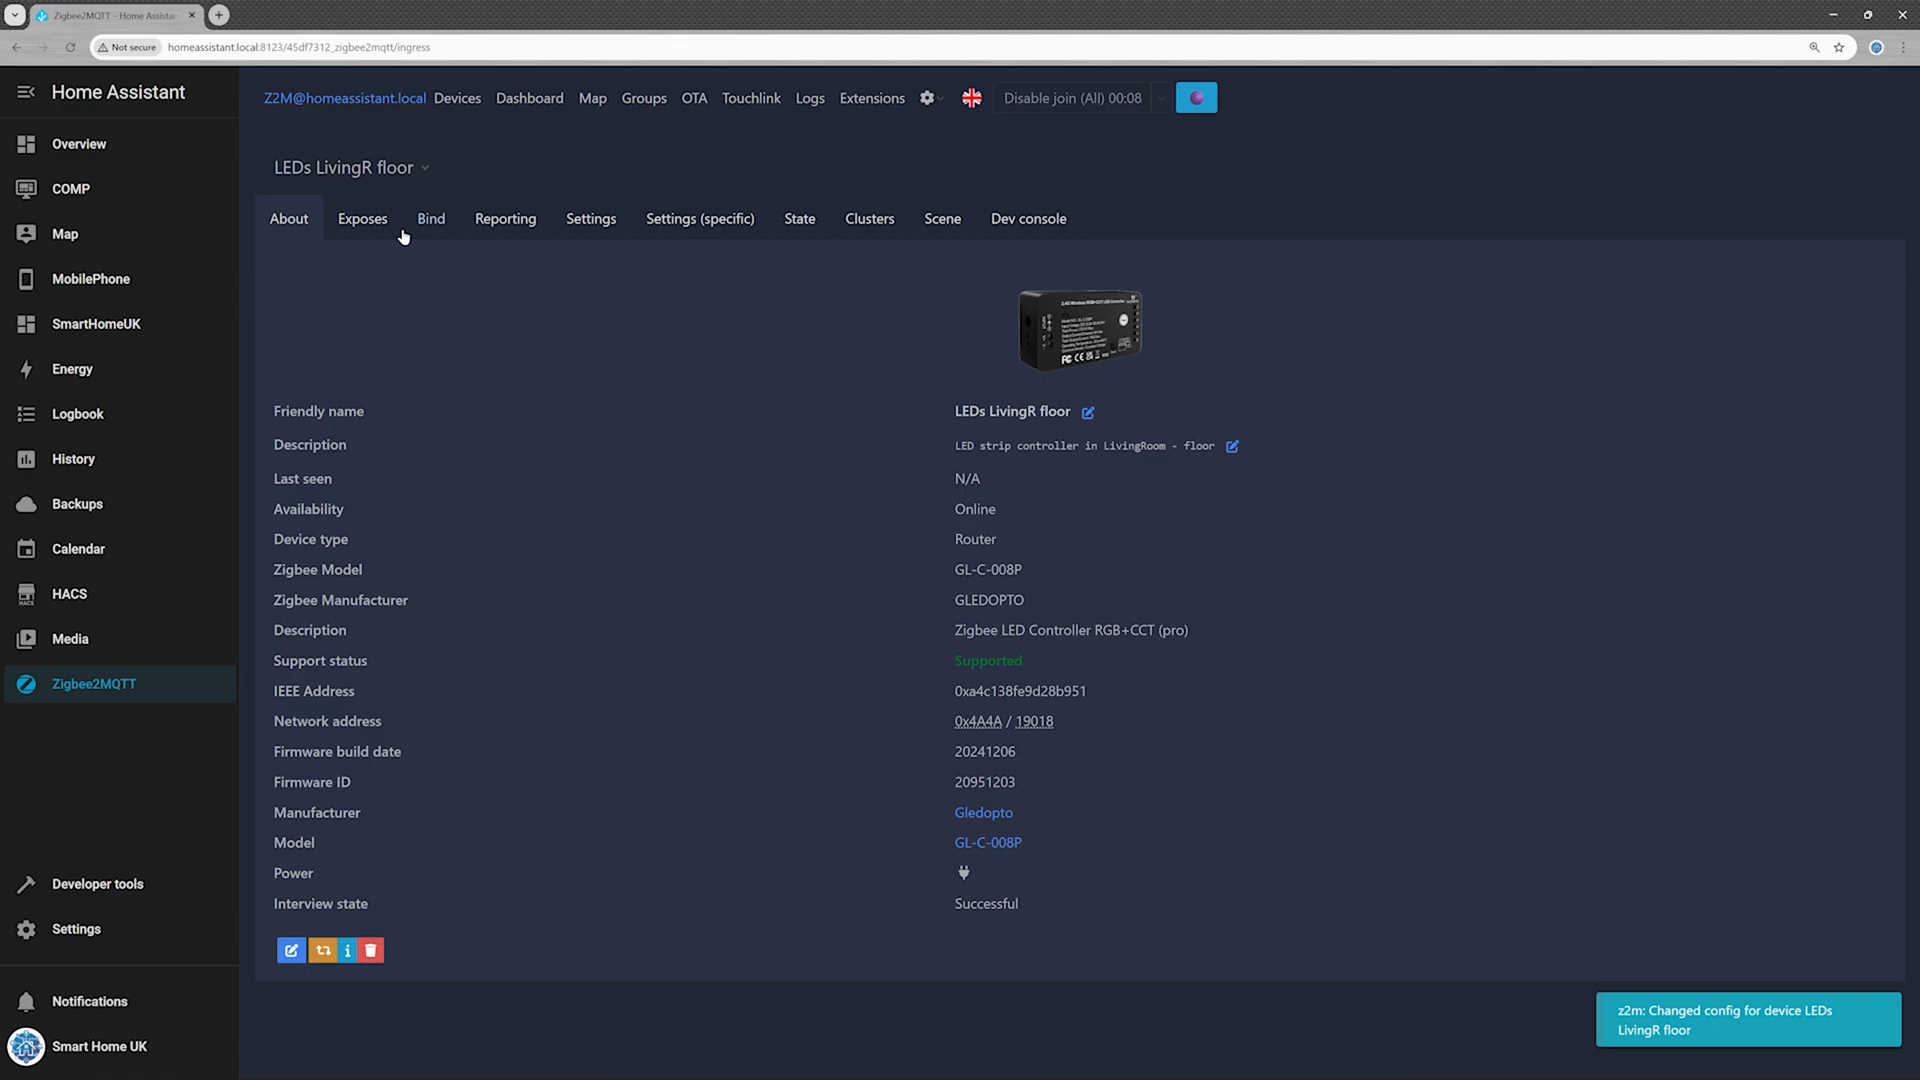 Zigbee2MQTT – Home Assistan
Not secure
homeassistant.local:8123/45df7312_zigbee2mqtt/ingress
Home Assistant
Overview
COMP
Map
MobilePhone
SmartHomeUK
Energy
Logbook
History
Backups
Calendar
HACS
Media
Zigbee2MQTT
Developer tools
Settings
Notifications
Smart Home UK
Z2M@homeassistant.local Devices Dashboard Map Groups OTA Touchlink Logs Extensions Disable join (All) 00:08
LEDs LivingR floor
About Exposes Bind Reporting Settings Settings (specific) State Clusters Scene Dev console
Friendly name LEDs LivingR floor
Description LED strip controller in LivingRoom - floor
Last seen N/A
Availability Online
Device type Router
Zigbee Model GL-C-008P
Zigbee Manufacturer GLEDOPTO
Description Zigbee LED Controller RGB+CCT (pro)
Support status Supported
IEEE Address 0xa4c138fe9d28b951
Network address 0x4A4A / 19018
Firmware build date 20241206
Firmware ID 20951203
Manufacturer Gledopto
Model GL-C-008P
Power
Interview state Successful
z2m: Changed config for device LEDs
LivingR floor